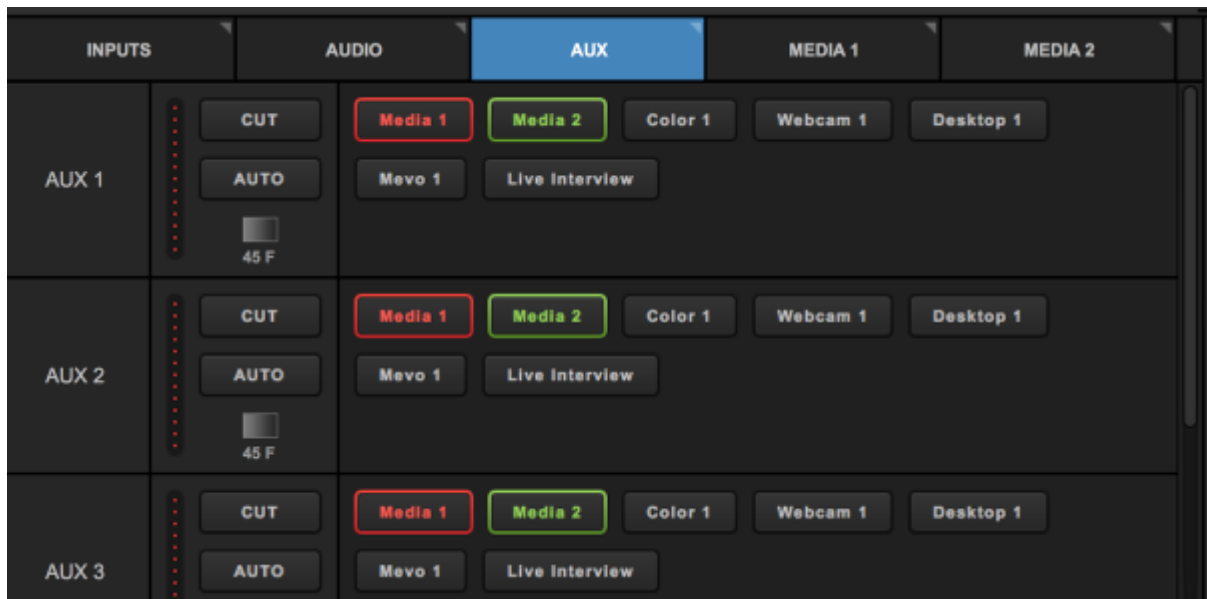 INPUTS AUDIO AUX MEDIA 1 MEDIA 2
AUX 1
CUT
AUTO
45 F
Media 1 Media 2 Color 1 Webcam 1 Desktop 1
Mevo 1 Live Interview
AUX 2
CUT
AUTO
45 F
Media 1 Media 2 Color 1 Webcam 1 Desktop 1
Mevo 1 Live Interview
AUX 3
CUT
AUTO
Media 1 Media 2 Color 1 Webcam 1 Desktop 1
Mevo 1 Live Interview